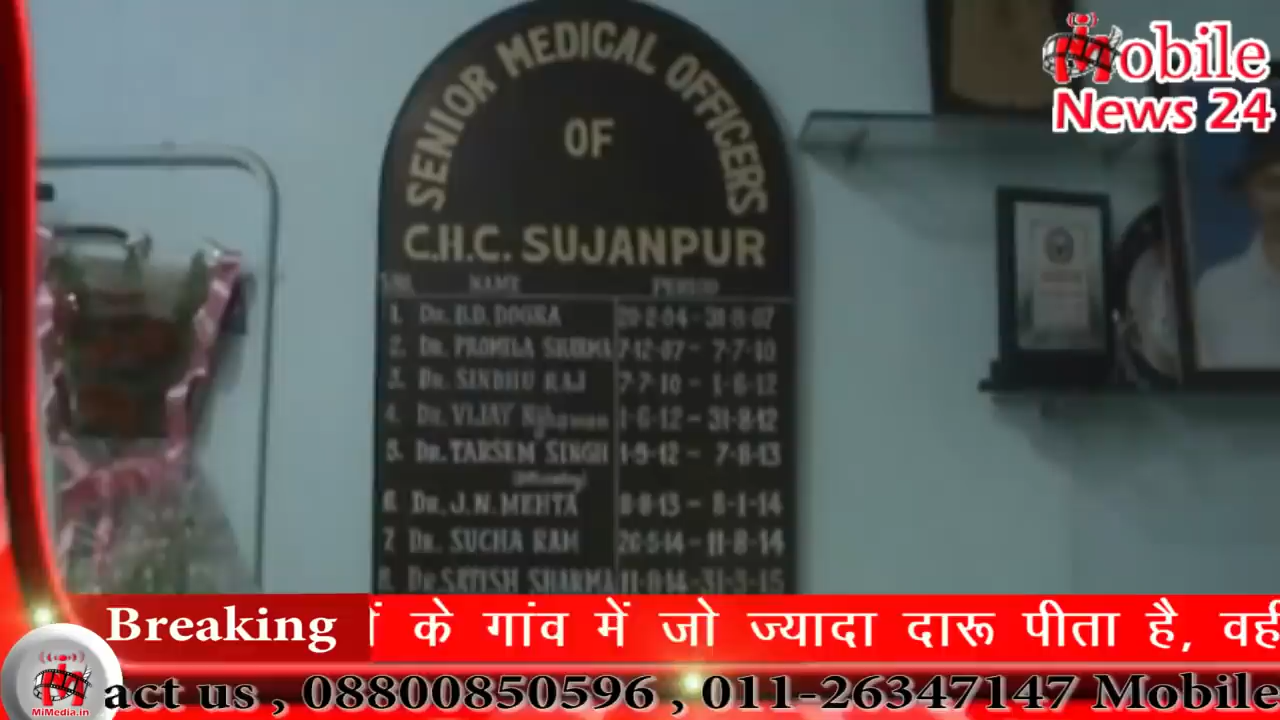 Mobile
News 24
SENIOR MEDICAL OFFICERS
OF
C.H.C. SUJANPUR
NAME PERIOD
1. DR. B.D. DOGRA 20-2-04 - 31-8-07
2. DR. PROMILA SHARMA 7-12-07 - 7-7-10
3. DR. SINDHU RAJ 7-7-10 - 1-6-12
4. DR. VIJAY 1-6-12 - 31-8-12
5. DR. TARSEM SINGH 1-9-12 - 7-8-13
6 DR. J.N. MEHTA 8-8-13 - 8-1-14
7 DR. SUCHA RAM 26-5-14 - 11-8-14
8. DR SATISH SHARMA 31-3-15
Breaking के गांव में जो ज्यादा दारू पीता है, वही
act us , 08800850596 , 011-26347147 Mobile
MiMedia.in